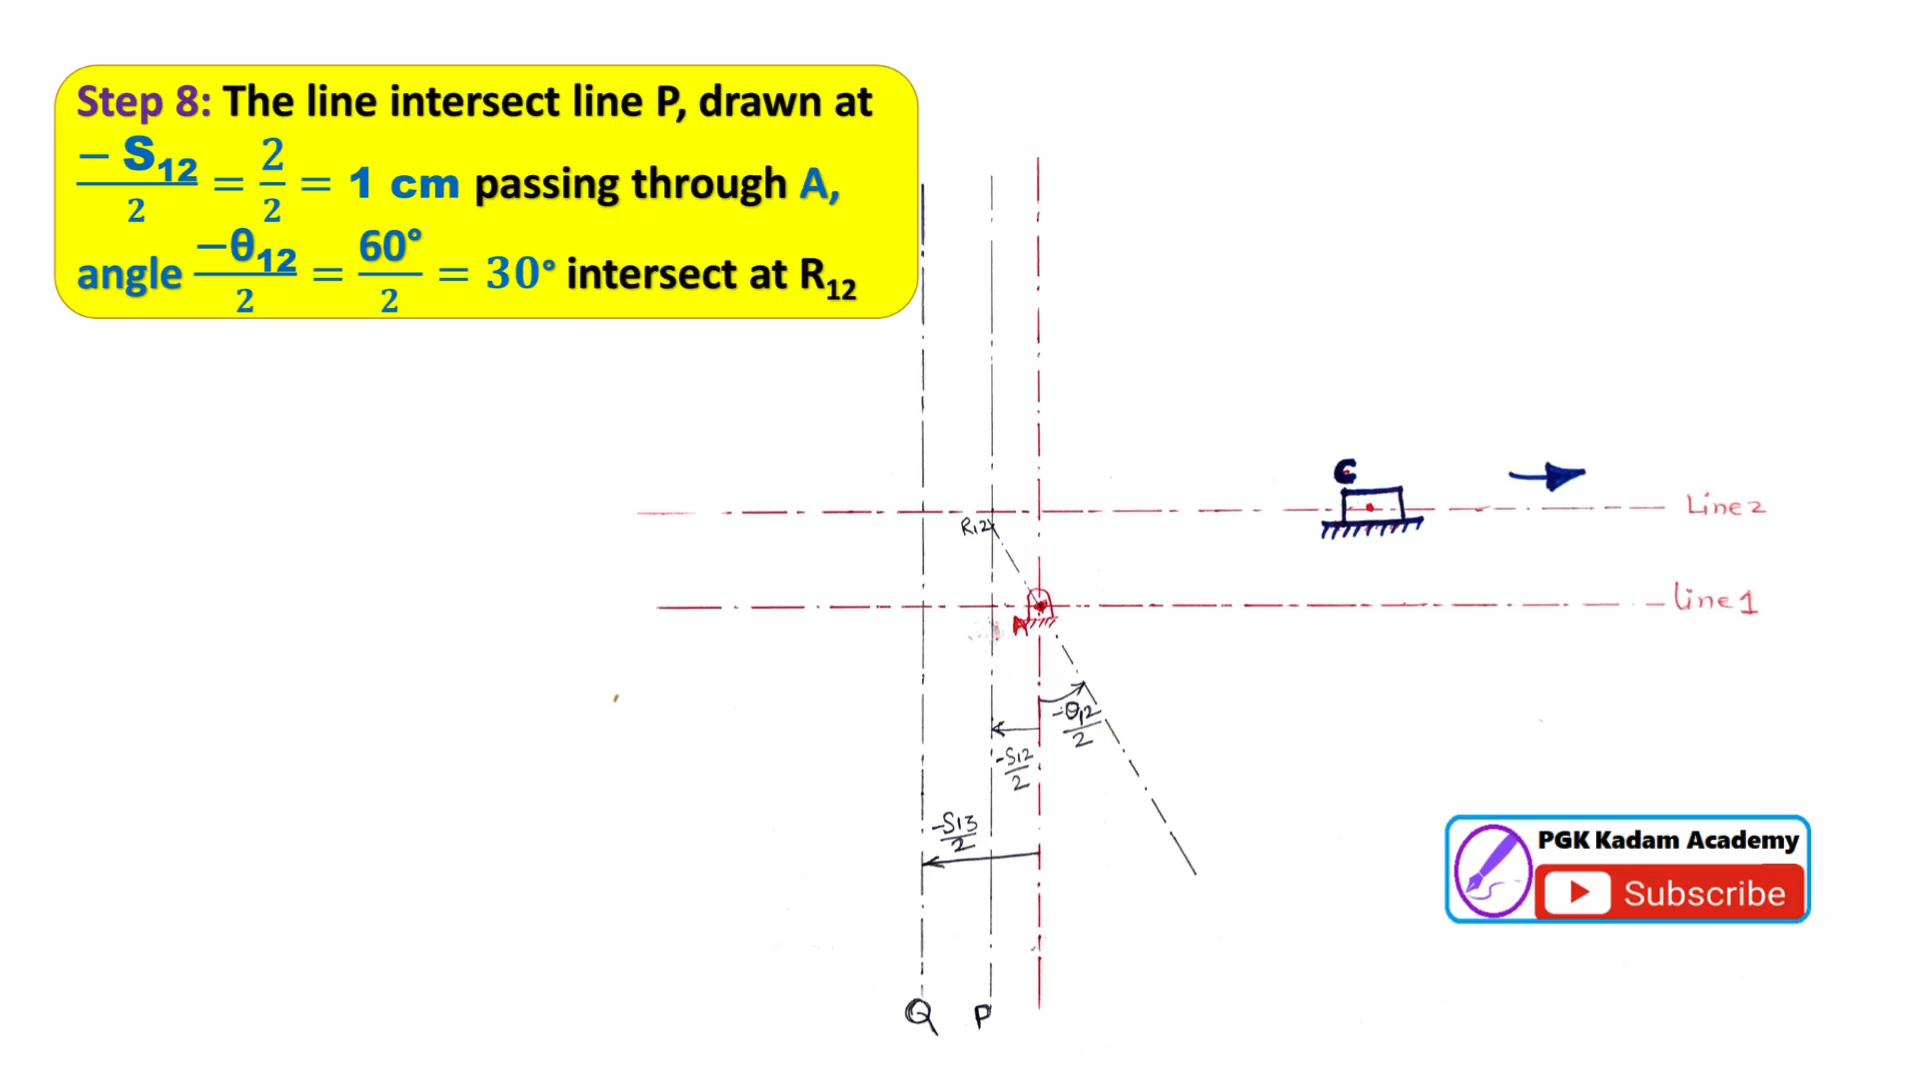 Step 8: The line intersect line P, drawn at
− S₁₂/2 = 2/2 = 1 cm passing through A,
angle −θ₁₂/2 = 60°/2 = 30° intersect at R₁₂
C
Line 2
R12
A
Line 1
-θ12/2
-S12/2
-S13/2
PGK Kadam Academy
Subscribe
Q P